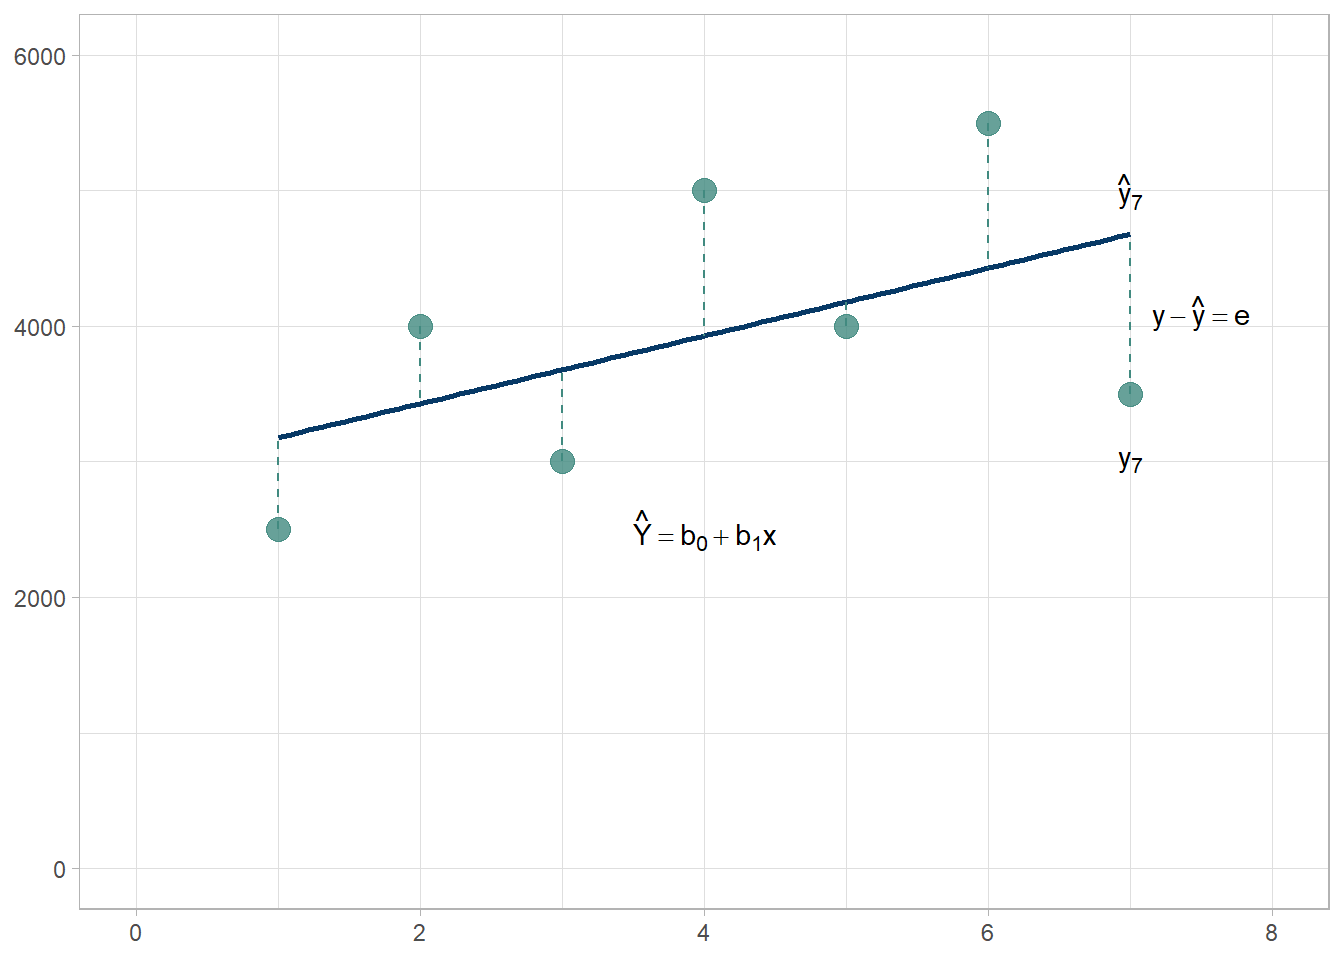 6000
ŷ₇
y − ŷ = e
4000
y₇
Ŷ = b₀ + b₁x
2000
0
0 2 4 6 8